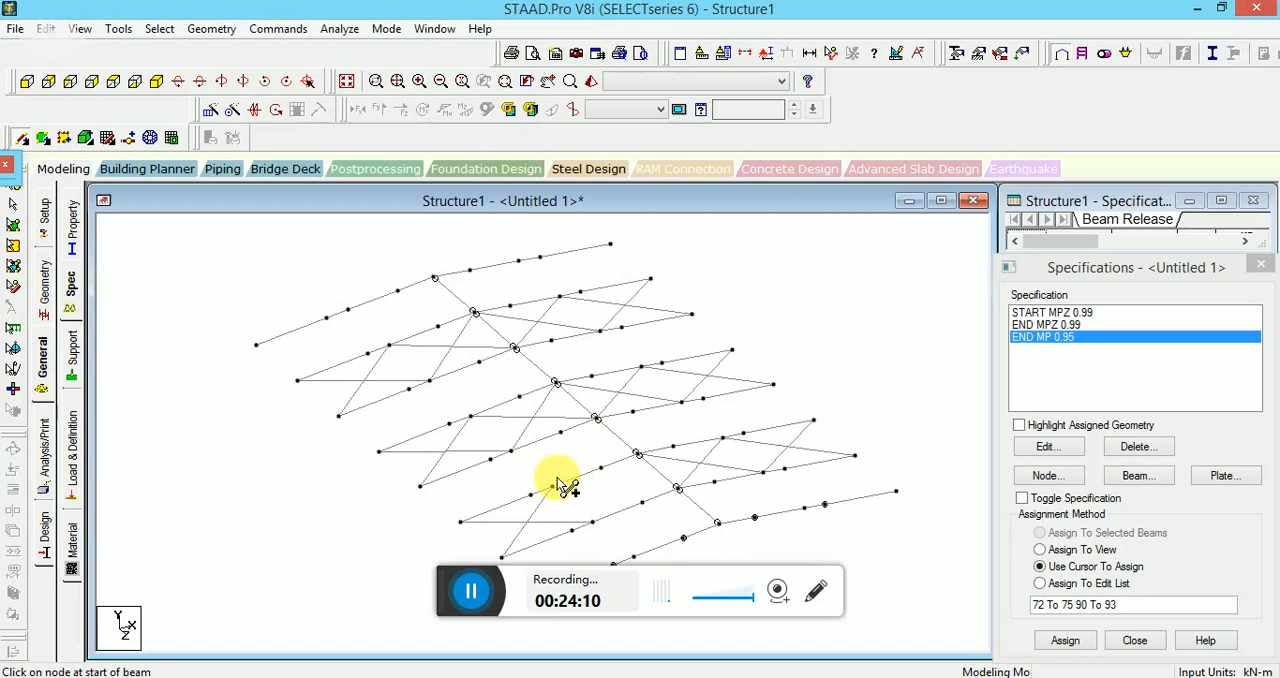 STAAD.Pro V8i (SELECTseries 6) - Structure1
File Edit View Tools Select Geometry Commands Analyze Mode Window Help
Modeling Building Planner Piping Bridge Deck Postprocessing Foundation Design Steel Design RAM Connection Concrete Design Advanced Slab Design Earthquake
Structure1 - <Untitled 1>*
Structure1 - Specificat...
Beam Release
Setup
Geometry
General
Analysis/Print
Design
Property
Spec
Support
Load & Definition
Material
Specifications - <Untitled 1>
Specification
START MPZ 0.99
END MPZ 0.99
END MP 0.95
Highlight Assigned Geometry
Edit... Delete...
Node... Beam... Plate...
Toggle Specification
Assignment Method
Assign To Selected Beams
Assign To View
Use Cursor To Assign
Assign To Edit List
72 To 75 90 To 93
Assign Close Help
Recording...
00:24:10
Y
X
Z
Click on node at start of beam
Modeling Mo
Input Units: kN-m